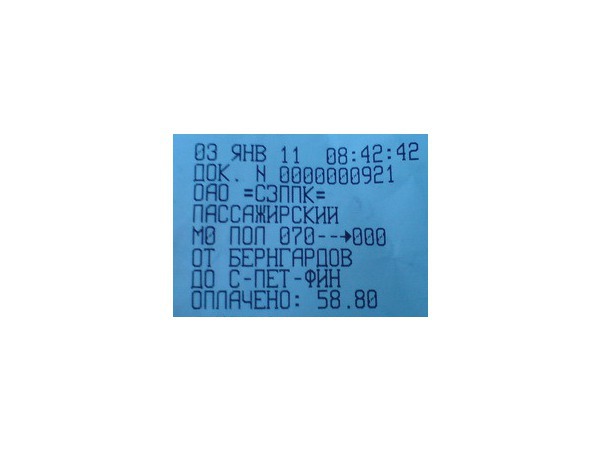 03 ЯНВ 11 08:42:42
ДОК. N 0000000921
ОАО =СЗППК=
ПАССАЖИРСКИЙ
М0 ПОП 070--→000
ОТ БЕРНГАРДОВ
ДО С-ПЕТ-ФИН
ОПЛАЧЕНО: 58.80